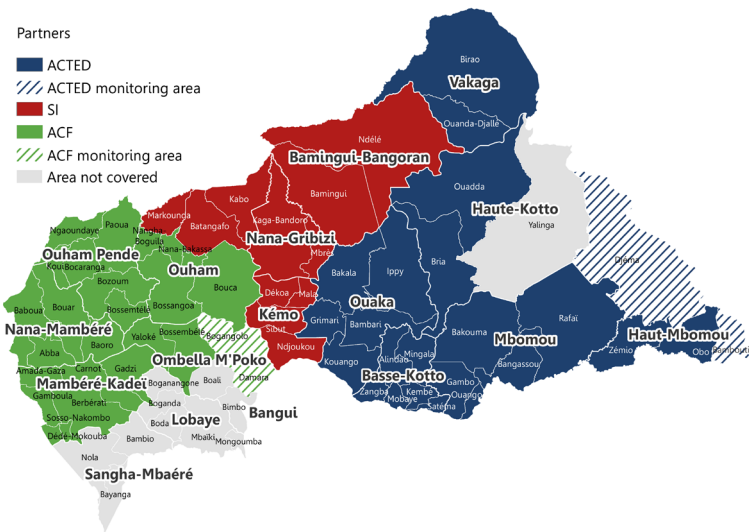 Partners
ACTED
ACTED monitoring area
SI
ACF
ACF monitoring area
Area not covered
Birao
Vakaga
Ouanda-Djallé
Ndélé
Bamingui-Bangoran
Ouadda
Bamingui
Haute-Kotto
Yalinga
Kabo
Markounda
Batangafo
Kaga-Bandoro
Nana-Gribizi
Mbrès
Paoua
Ngaoundaye
Nangha-
Boguila
Nana-Bakassa
Ouham Pende
Ouham
Bocaranga
Bozoum
Bouca
Djéma
Bria
Ippy
Bakala
Ouaka
Dékoa
Mala
Kémo
Sibut
Ndjoukou
Grimari
Bambari
Bossangoa
Bossemtélé
Bouar
Baboua
Nana-Mambéré
Bossembélé
Bogangolo
Yaloké
Baoro
Abba
Ombella M'Poko
Damara
Rafaï
Bakouma
Mbomou
Haut-Mbomou
Zémio
Obo
Bambouti
Bangassou
Kouango
Alindao
Mingala
Basse-Kotto
Gambo
Ouango
Zangba
Kembé
Mobaye
Satéma
Amada-Gaza
Carnot
Gadzi
Mambéré-Kadeï
Boganangone
Boali
Gamboula
Berbérati
Boganda
Bimbo
Bangui
Sosso-Nakombo
Lobaye
Boda
Dédé-Mokouba
Bambio
Mbaïki
Mongoumba
Nola
Sangha-Mbaéré
Bayanga